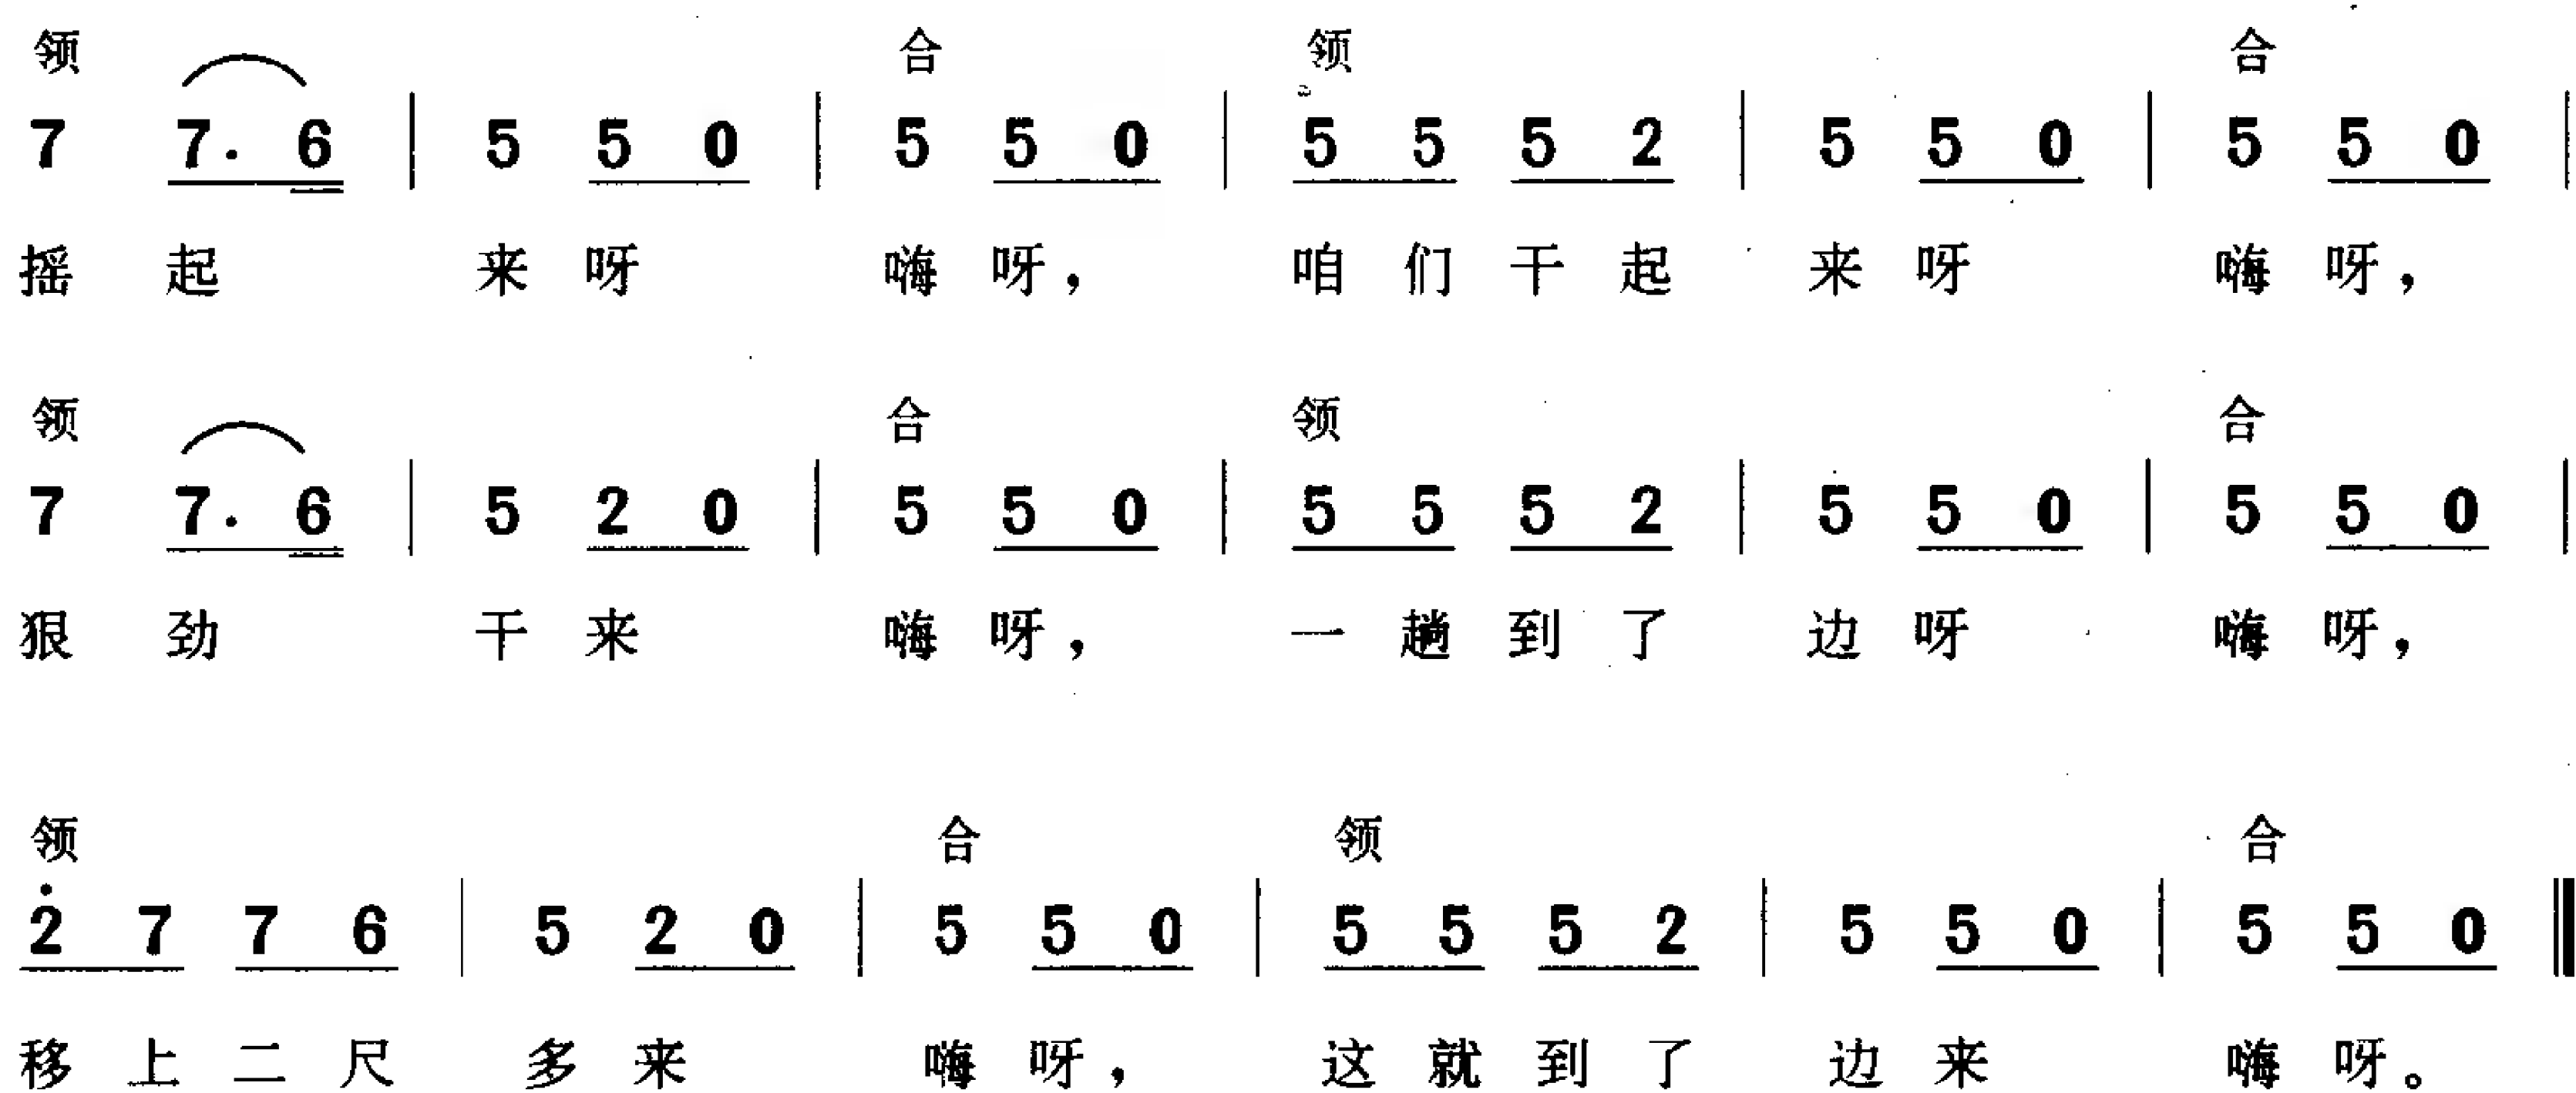 领 合 领 合
7 7. 6 | 5 5 0 | 5 5 0 | 5 5 5 2 | 5 5 0 | 5 5 0 |
摇 起 来 呀 嗨 呀， 咱 们 干 起 来 呀 嗨 呀，
领 合 领 合
7 7. 6 | 5 2 0 | 5 5 0 | 5 5 5 2 | 5 5 0 | 5 5 0 |
狠 劲 干 来 嗨 呀， 一 趟 到 了 边 呀 嗨 呀，
领 合 领 合
2̇ 7 7 6 | 5 2 0 | 5 5 0 | 5 5 5 2 | 5 5 0 | 5 5 0 ‖
移 上 二 尺 多 来 嗨 呀， 这 就 到 了 边 来 嗨 呀。